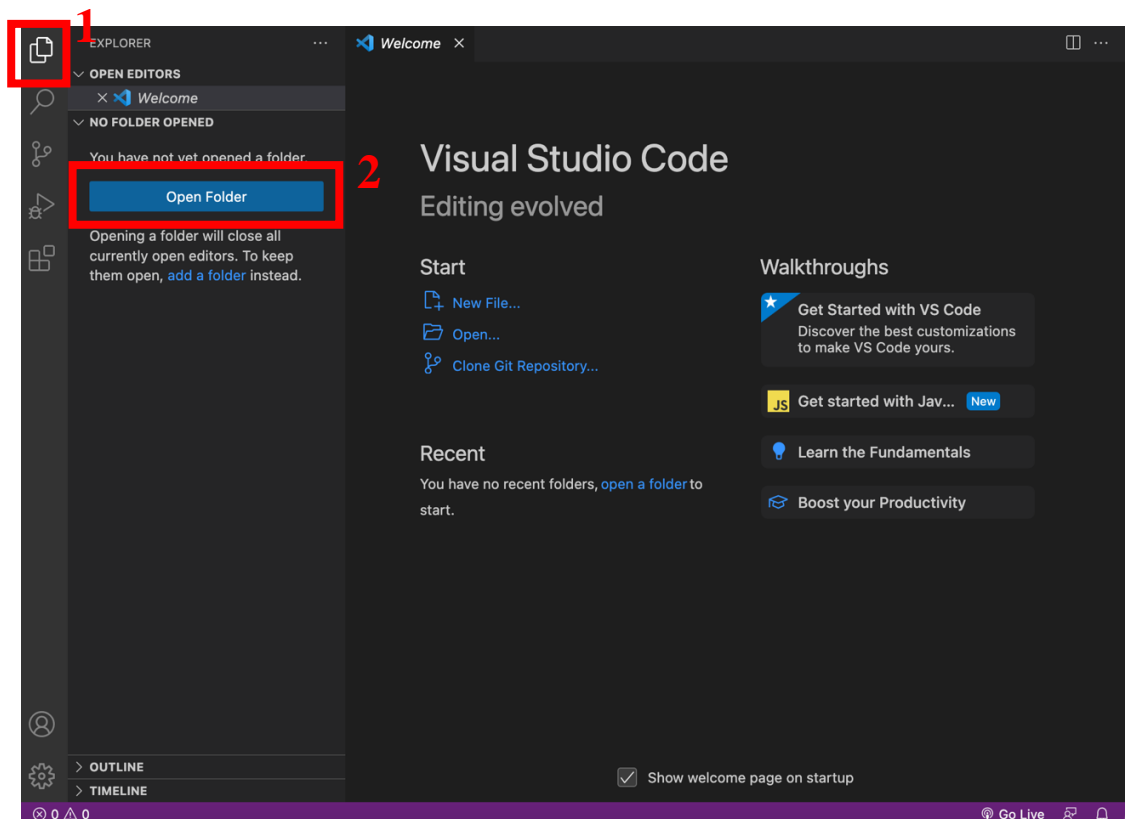 1
EXPLORER
Welcome
OPEN EDITORS
Welcome
NO FOLDER OPENED
You have not yet opened a folder.
2
Open Folder
Opening a folder will close all
currently open editors. To keep
them open, add a folder instead.
OUTLINE
TIMELINE
Visual Studio Code
Editing evolved
Start
New File...
Open...
Clone Git Repository...
Recent
You have no recent folders, open a folder to
start.
Walkthroughs
Get Started with VS Code
Discover the best customizations
to make VS Code yours.
JS Get started with Jav... New
Learn the Fundamentals
Boost your Productivity
Show welcome page on startup
0 0
Go Live